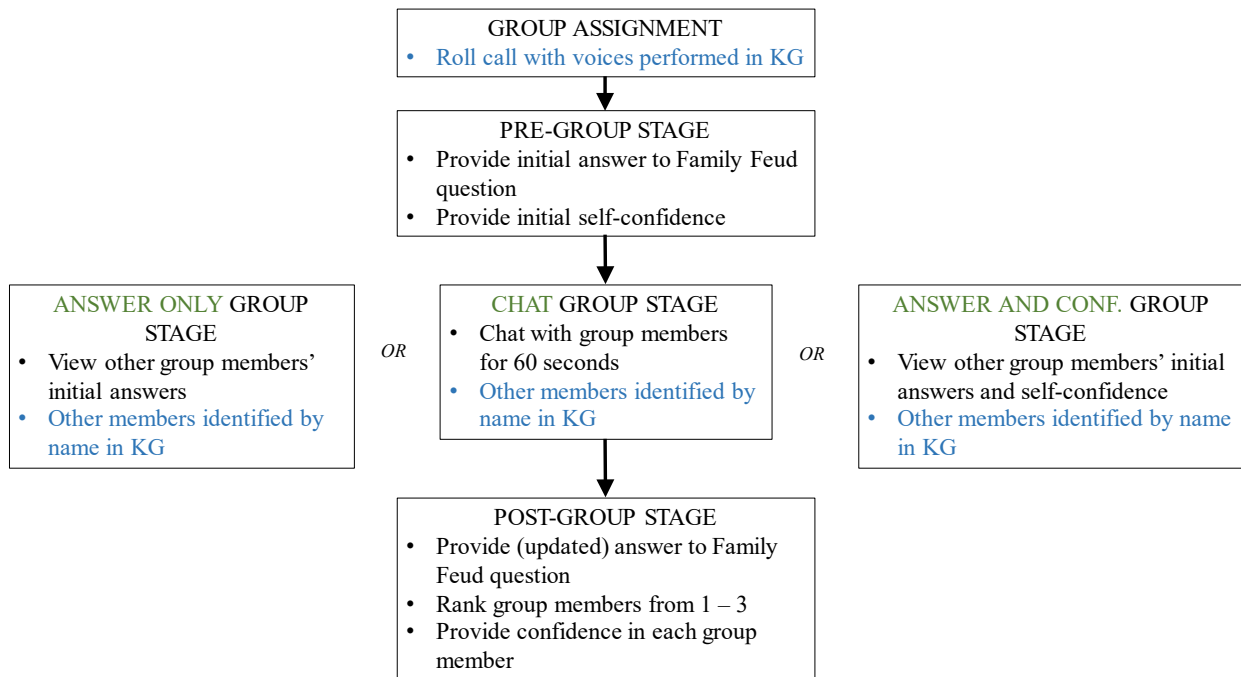 GROUP ASSIGNMENT
• Roll call with voices performed in KG
PRE-GROUP STAGE
• Provide initial answer to Family Feud
question
• Provide initial self-confidence
ANSWER ONLY GROUP
STAGE
• View other group members’
initial answers
• Other members identified by
name in KG
OR
CHAT GROUP STAGE
• Chat with group members
for 60 seconds
• Other members identified by
name in KG
OR
ANSWER AND CONF. GROUP
STAGE
• View other group members’ initial
answers and self-confidence
• Other members identified by name
in KG
POST-GROUP STAGE
• Provide (updated) answer to Family
Feud question
• Rank group members from 1 – 3
• Provide confidence in each group
member